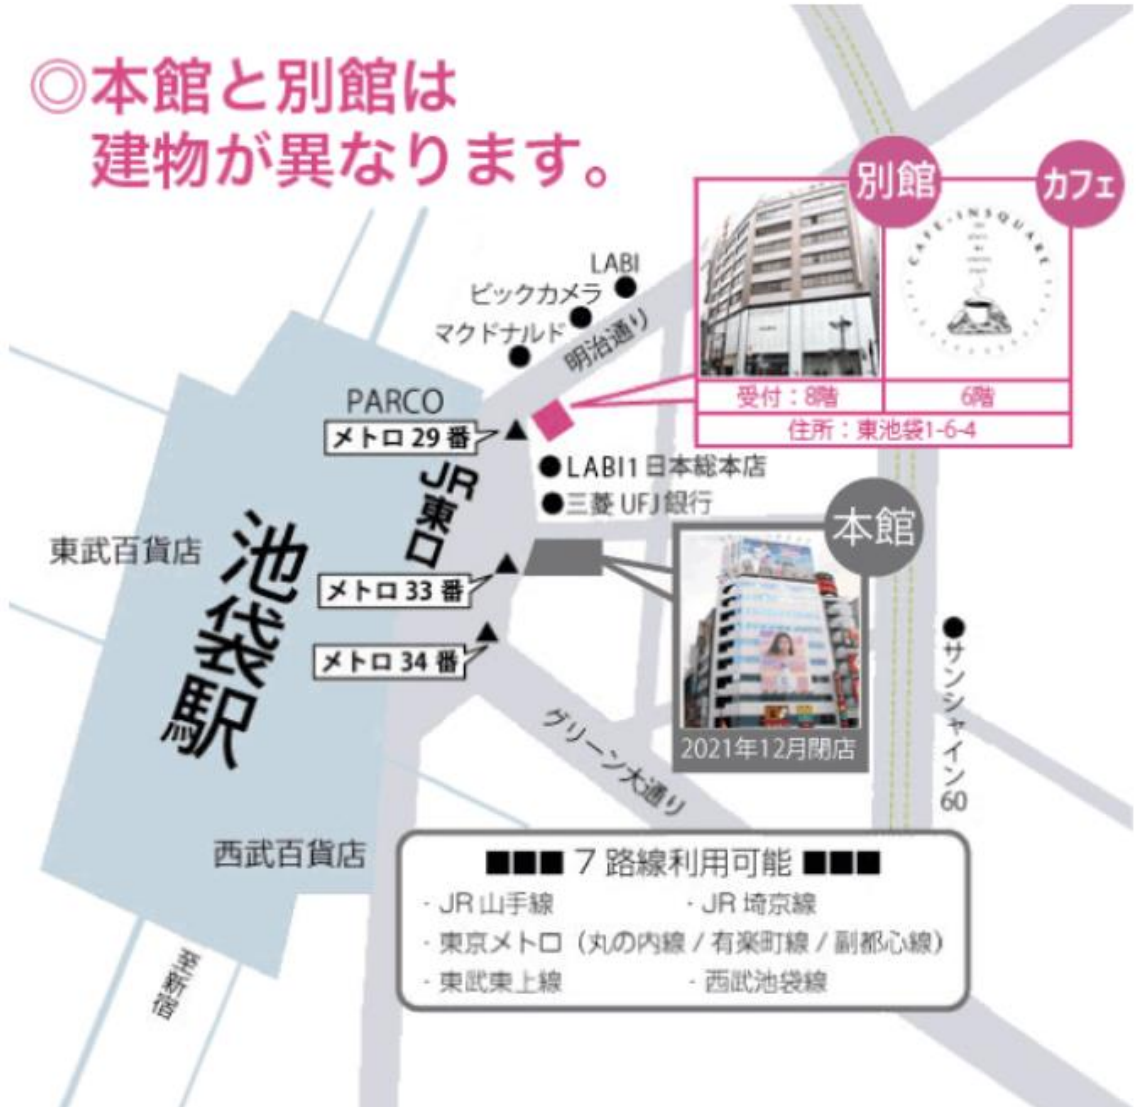 ◎本館と別館は
建物が異なります。
別館
カフェ
CAFE・INSQUARE
LABI
ビックカメラ
マクドナルド
明治通り
受付：8階
6階
住所：東池袋1-6-4
PARCO
メトロ 29 番
JR東口
●LABI1日本総本店
●三菱 UFJ 銀行
本館
東武百貨店
池袋駅
メトロ 33 番
メトロ 34 番
サンシャイン60
グリーン大通り
2021年12月閉店
西武百貨店
■■■ 7 路線利用可能 ■■■
・JR 山手線
・JR 埼京線
・東京メトロ（丸の内線 / 有楽町線 / 副都心線）
・東武東上線
・西武池袋線
至新宿